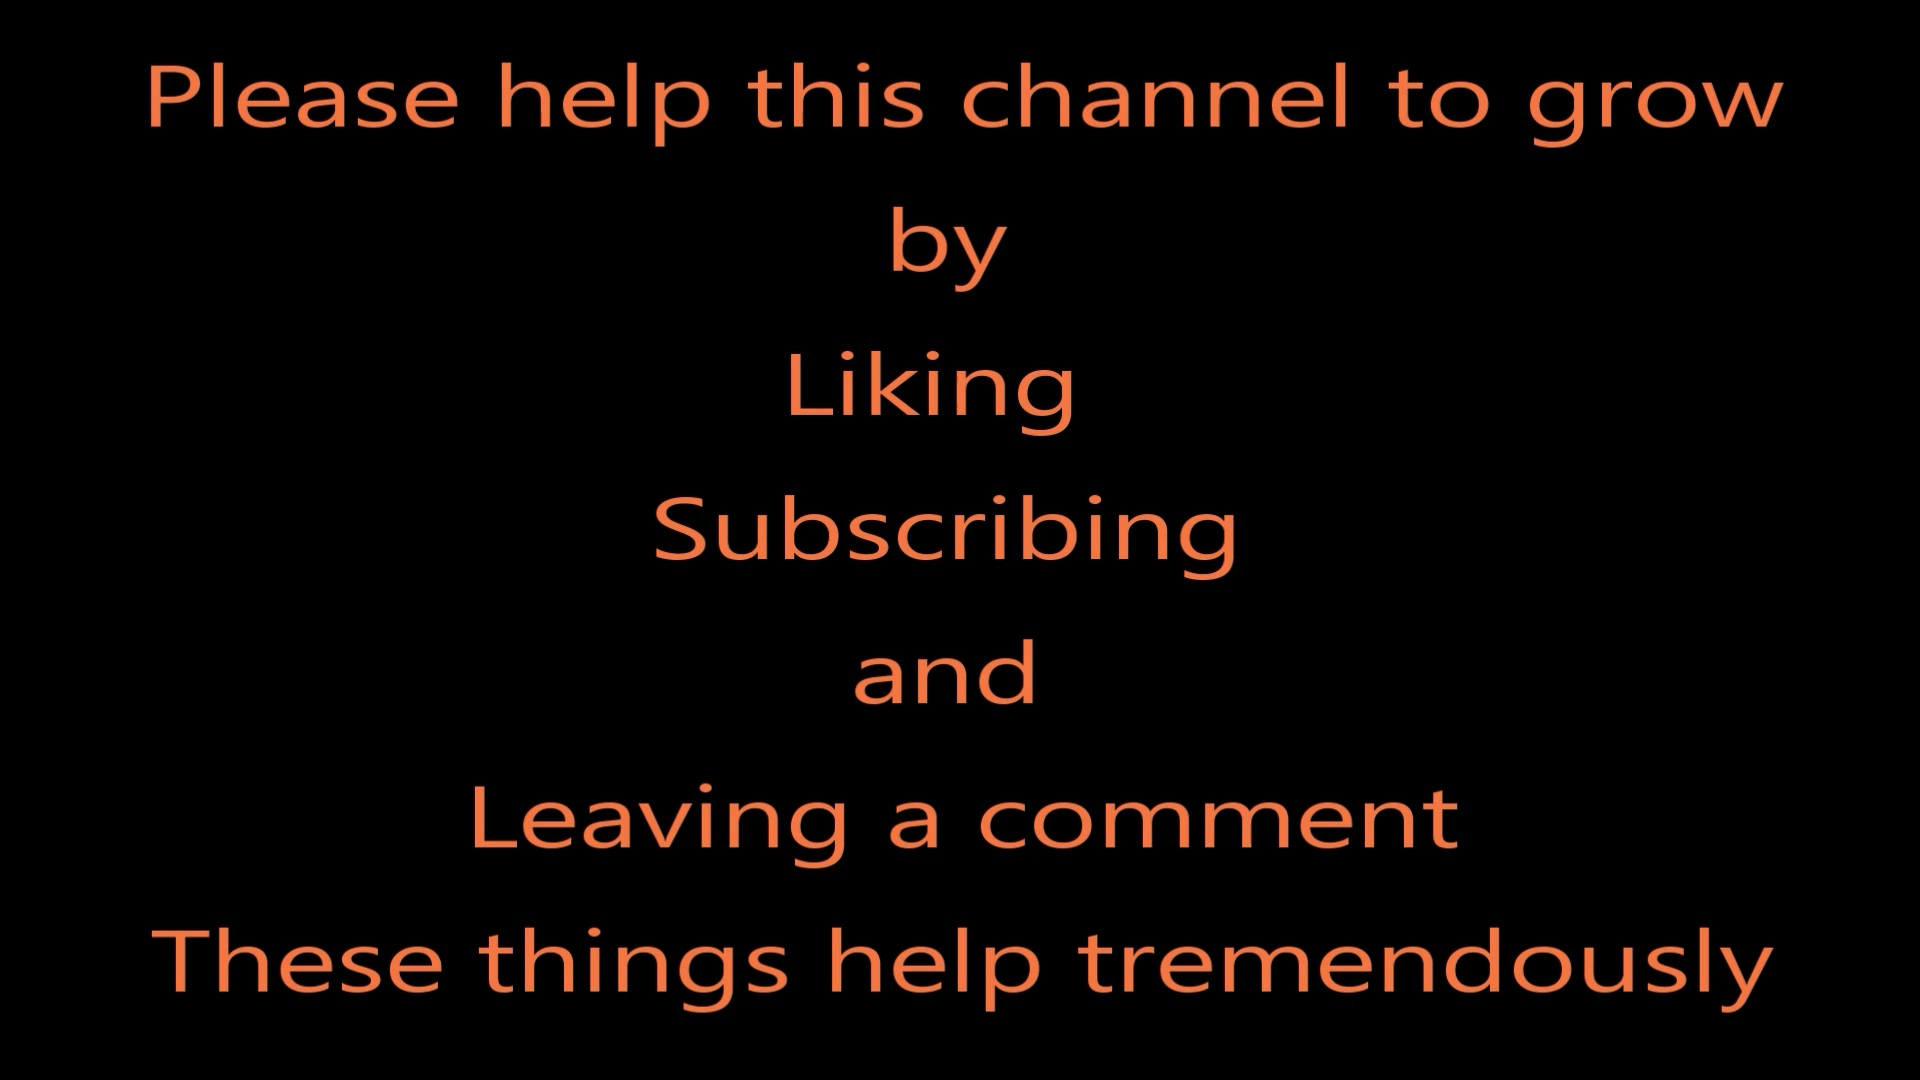 Please help this channel to grow
by
Liking
Subscribing
and
Leaving a comment
These things help tremendously